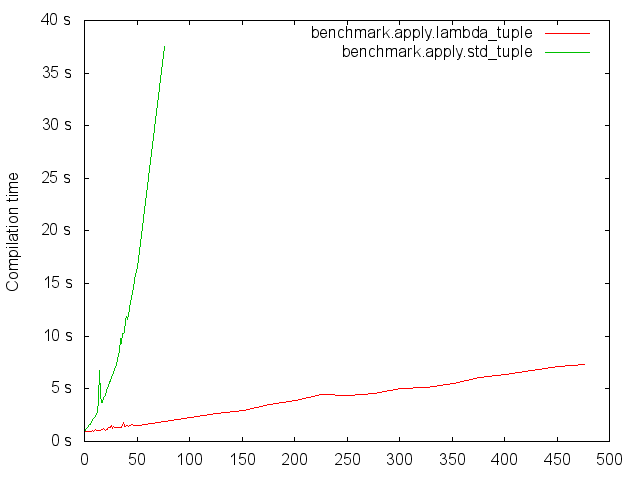 benchmark.apply.lambda_tuple
benchmark.apply.std_tuple
40 s
35 s
30 s
25 s
20 s
15 s
10 s
5 s
0 s
Compilation time
0 50 100 150 200 250 300 350 400 450 500